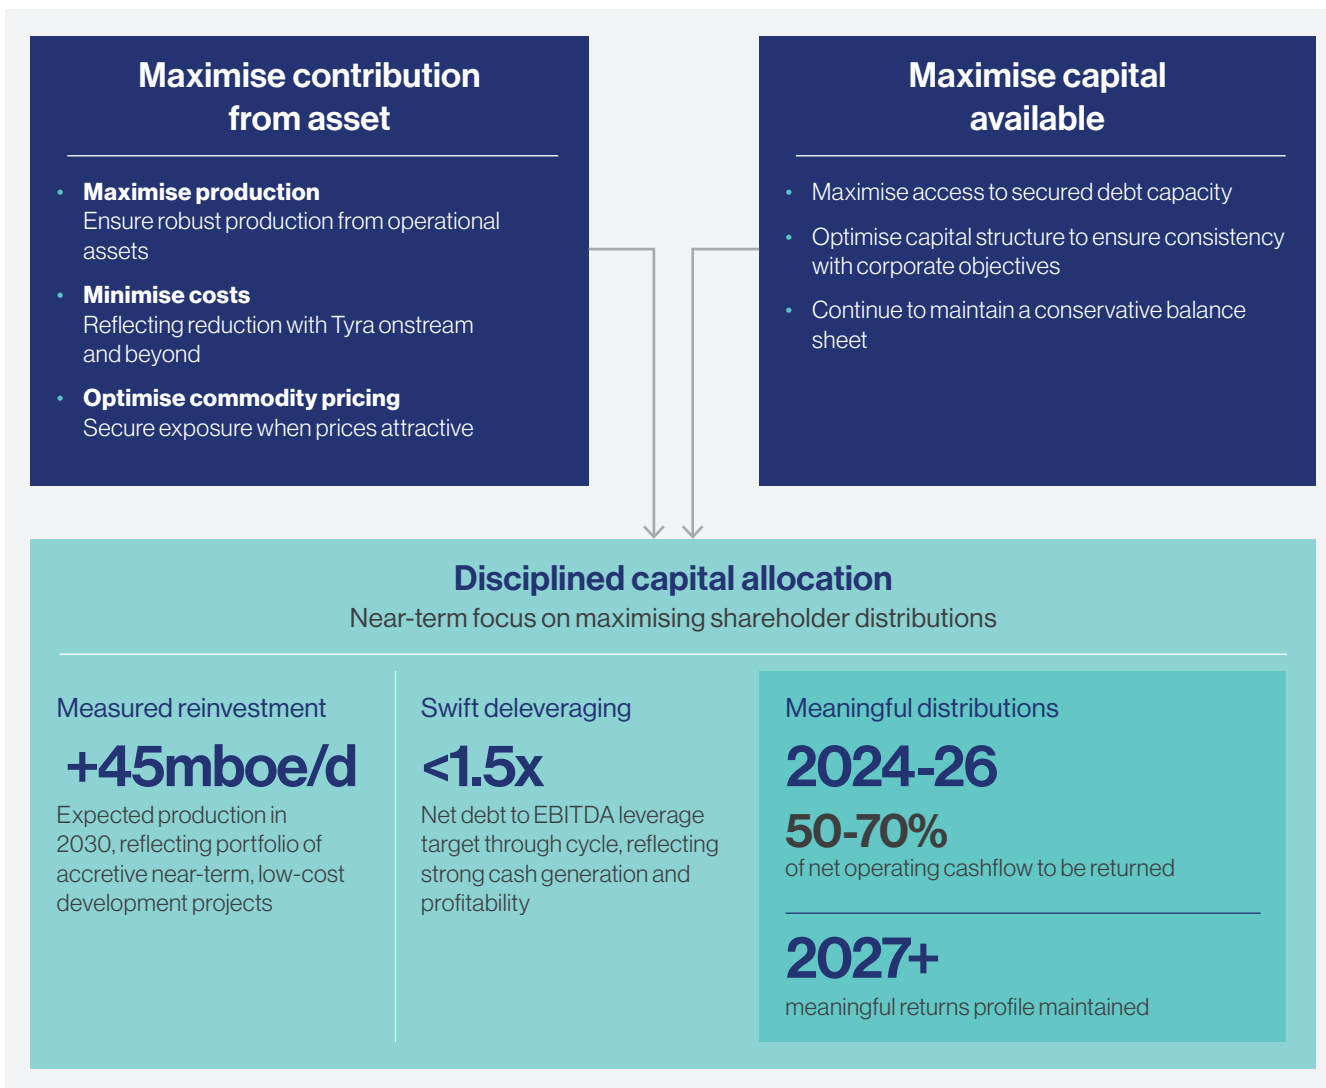 Maximise contribution
from asset
• Maximise production
Ensure robust production from operational
assets
• Minimise costs
Reflecting reduction with Tyra onstream
and beyond
• Optimise commodity pricing
Secure exposure when prices attractive
Maximise capital
available
• Maximise access to secured debt capacity
• Optimise capital structure to ensure consistency
with corporate objectives
• Continue to maintain a conservative balance
sheet
Disciplined capital allocation
Near-term focus on maximising shareholder distributions
Measured reinvestment
+45mboe/d
Expected production in
2030, reflecting portfolio of
accretive near-term, low-cost
development projects
Swift deleveraging
<1.5x
Net debt to EBITDA leverage
target through cycle, reflecting
strong cash generation and
profitability
Meaningful distributions
2024-26
50-70%
of net operating cashflow to be returned
2027+
meaningful returns profile maintained